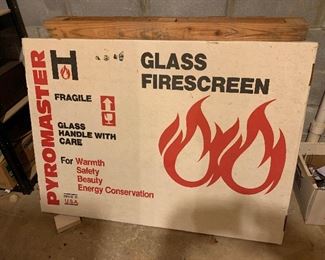 PYROMASTER
H
GLASS
FIRESCREEN
FRAGILE
GLASS
HANDLE WITH
CARE
For Warmth
Safety
Beauty
Energy Conservation
USA